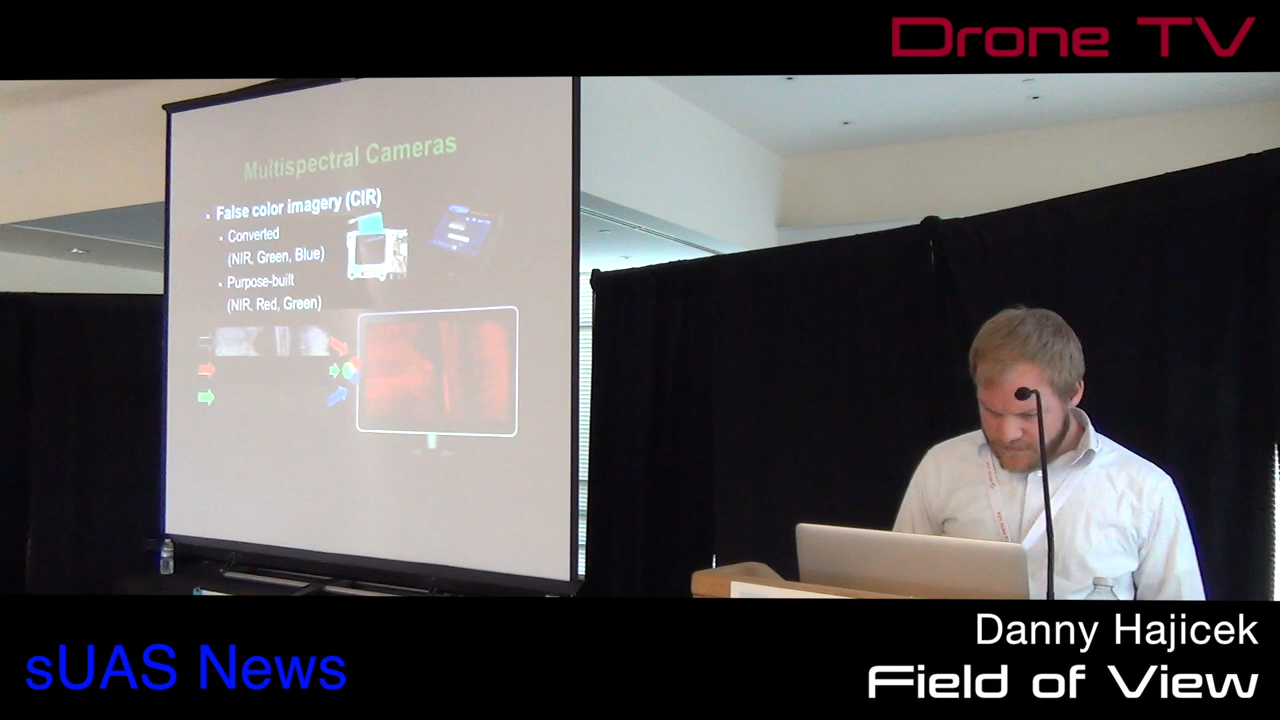 Drone TV
Multispectral Cameras
• False color imagery (CIR)
• Converted
(NIR, Green, Blue)
• Purpose-built
(NIR, Red, Green)
Danny Hajicek
sUAS News
Field of View